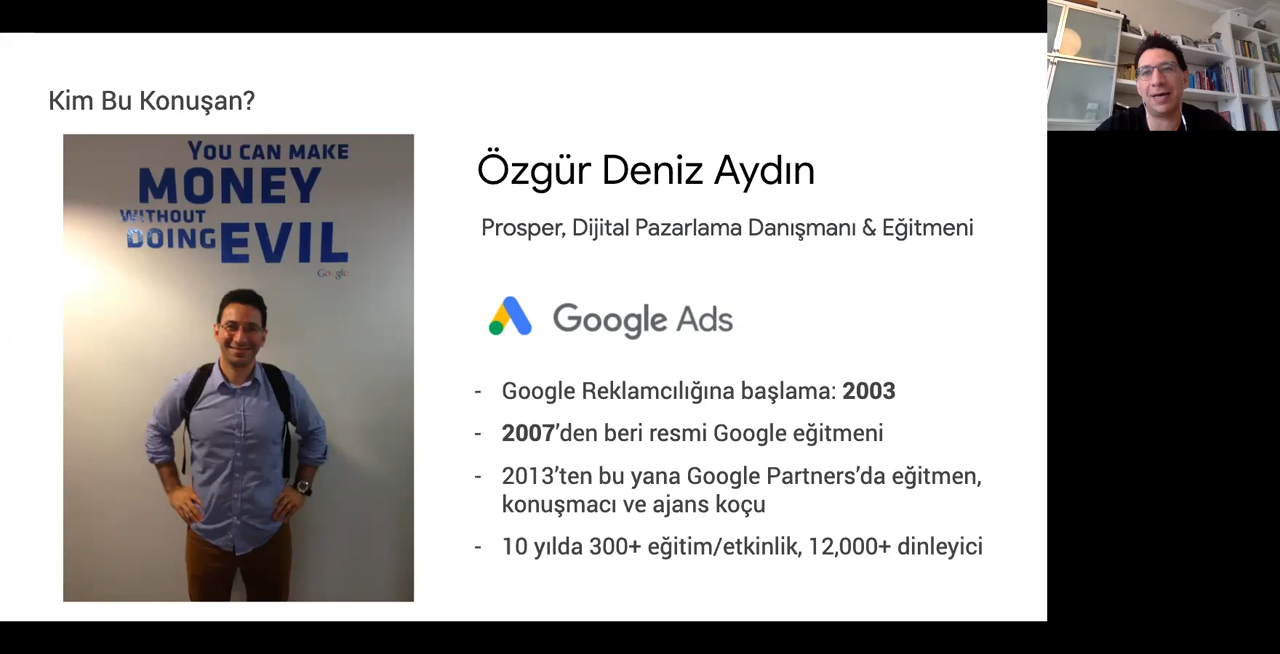 Kim Bu Konuşan?
YOU CAN MAKE
MONEY
WITHOUT
DOING EVIL
Google
Özgür Deniz Aydın
Prosper, Dijital Pazarlama Danışmanı & Eğitmeni
Google Ads
- Google Reklamcılığına başlama: 2003
- 2007’den beri resmi Google eğitmeni
- 2013’ten bu yana Google Partners’da eğitmen,
konuşmacı ve ajans koçu
- 10 yılda 300+ eğitim/etkinlik, 12,000+ dinleyici